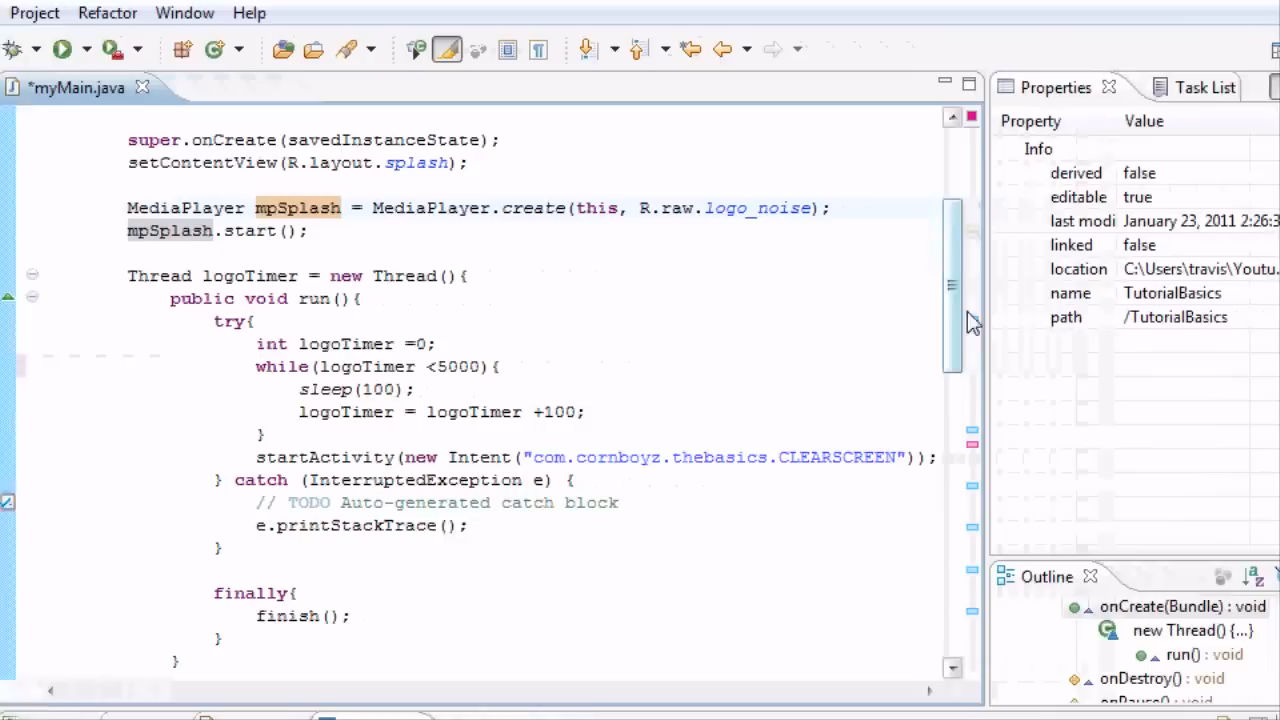 Project Refactor Window Help
*myMain.java
super.onCreate(savedInstanceState);
setContentView(R.layout.splash);
MediaPlayer mpSplash = MediaPlayer.create(this, R.raw.logo_noise);
mpSplash.start();
Thread logoTimer = new Thread(){
public void run(){
try{
int logoTimer =0;
while(logoTimer <5000){
sleep(100);
logoTimer = logoTimer +100;
}
startActivity(new Intent("com.cornboyz.thebasics.CLEARSCREEN"));
} catch (InterruptedException e) {
// TODO Auto-generated catch block
e.printStackTrace();
}
finally{
finish();
}
}
Properties Task List
Property Value
Info
derived false
editable true
last modi January 23, 2011 2:26:3
linked false
location C:\Users\travis\Youtu.
name TutorialBasics
path /TutorialBasics
Outline
onCreate(Bundle) : void
new Thread() {...}
run() : void
onDestroy() : void
onPause() : void